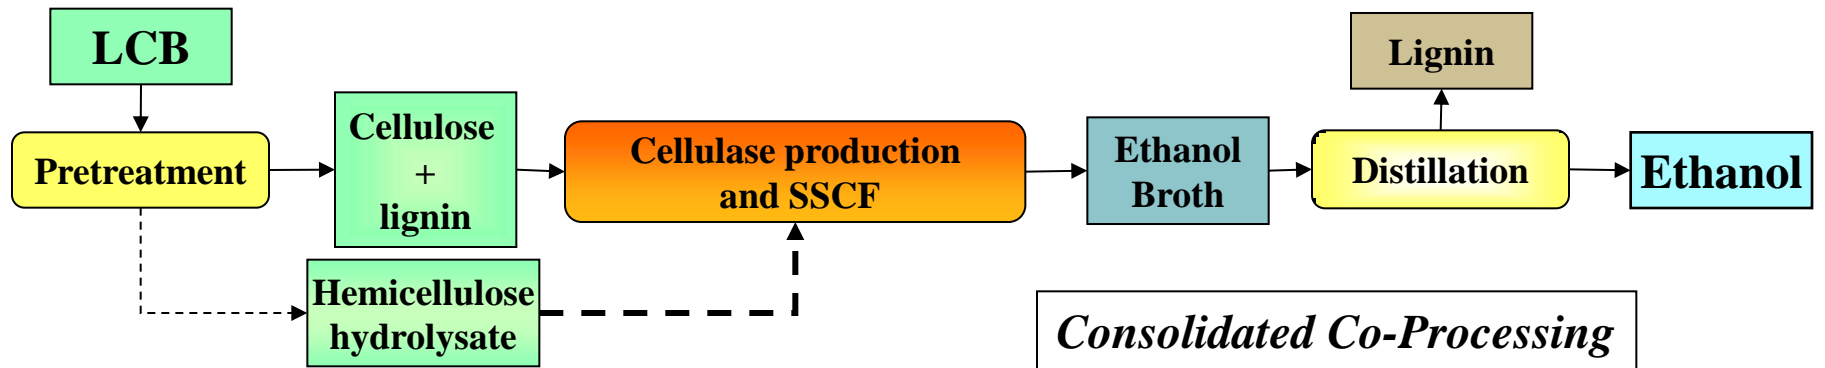 LCB
Pretreatment
Cellulose
+
lignin
Hemicellulose
hydrolysate
Cellulase production
and SSCF
Ethanol
Broth
Distillation
Lignin
Ethanol
Consolidated Co-Processing